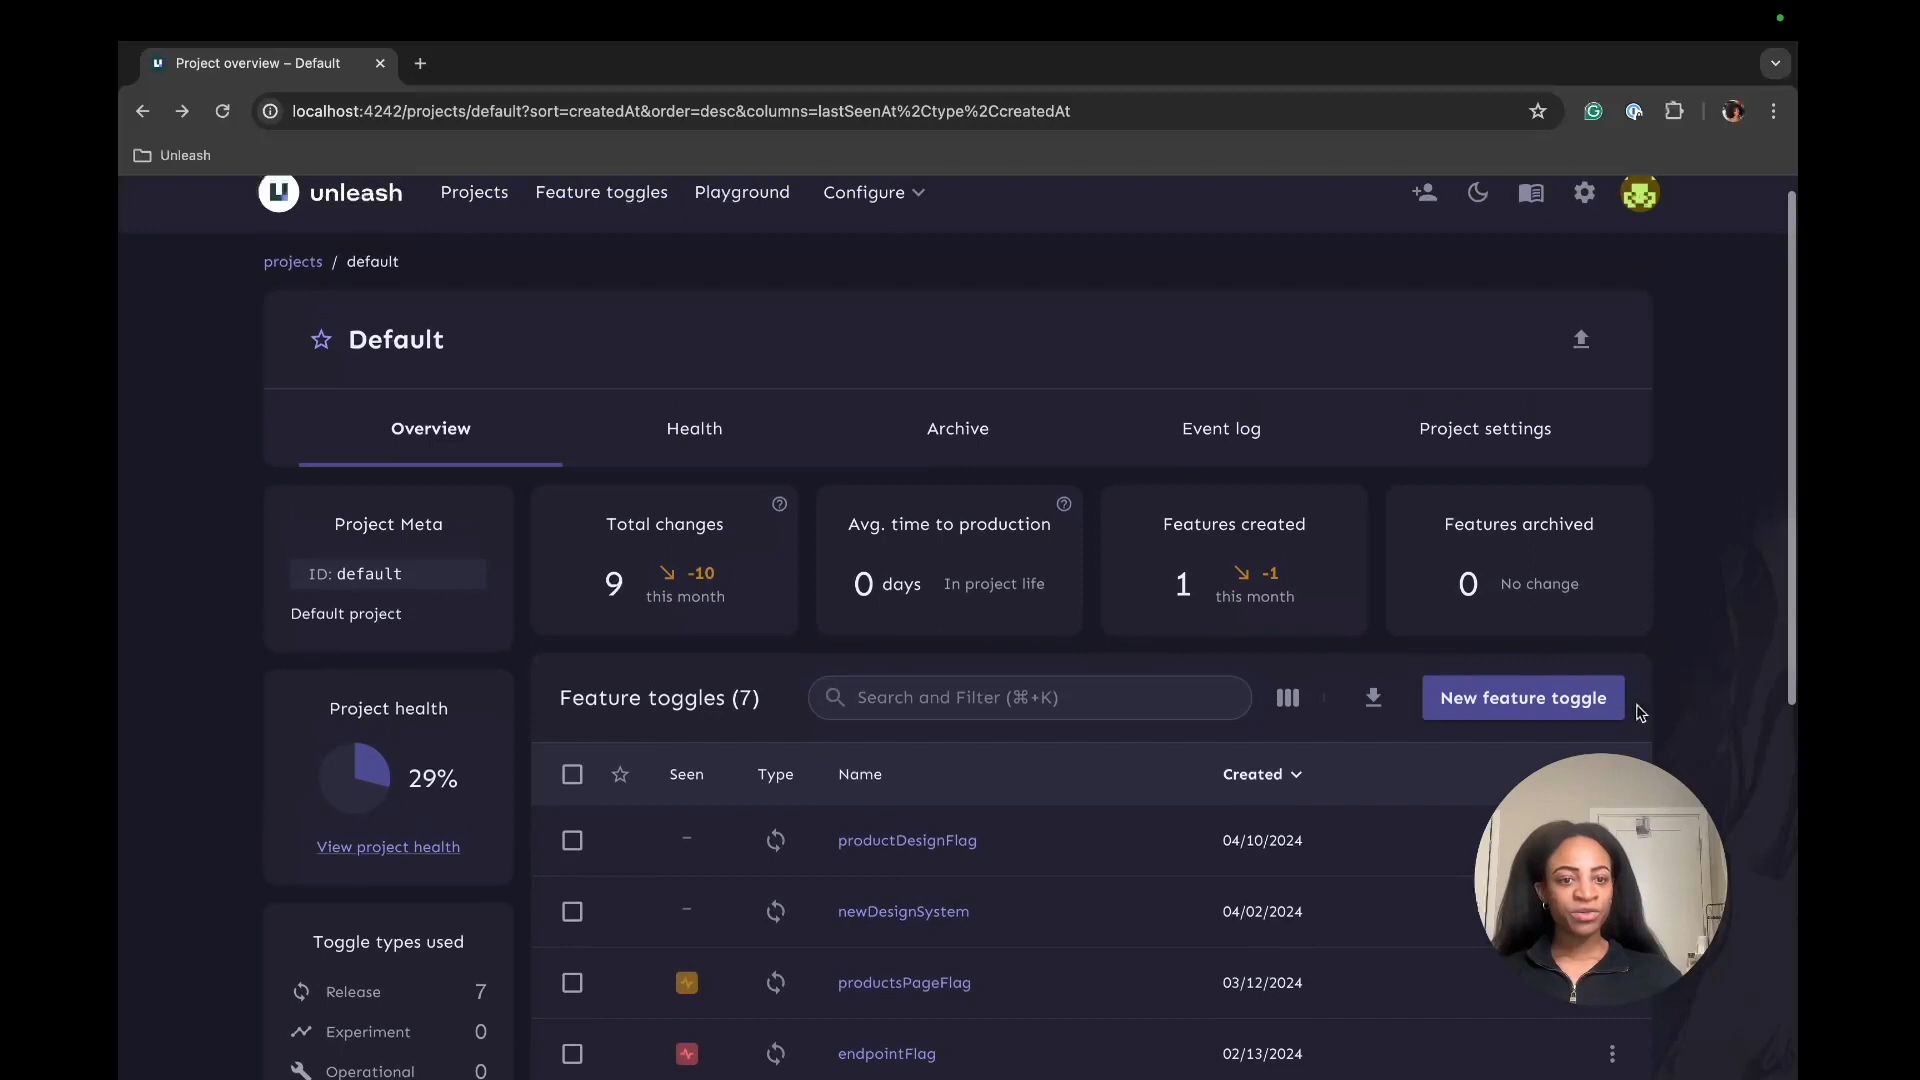 Project overview – Default
localhost:4242/projects/default?sort=createdAt&order=desc&columns=lastSeenAt%2Ctype%2CcreatedAt
Unleash
unleash
Projects
Feature toggles
Playground
Configure
projects / default
Default
Overview
Health
Archive
Event log
Project settings
Project Meta
ID: default
Default project
Total changes
9
-10
this month
Avg. time to production
0 days
In project life
Features created
1
-1
this month
Features archived
0
No change
Project health
29%
View project health
Toggle types used
Release 7
Experiment 0
Operational 0
Feature toggles (7)
Search and Filter (⌘+K)
New feature toggle
Seen Type Name Created
productDesignFlag 04/10/2024
newDesignSystem 04/02/2024
productsPageFlag 03/12/2024
endpointFlag 02/13/2024